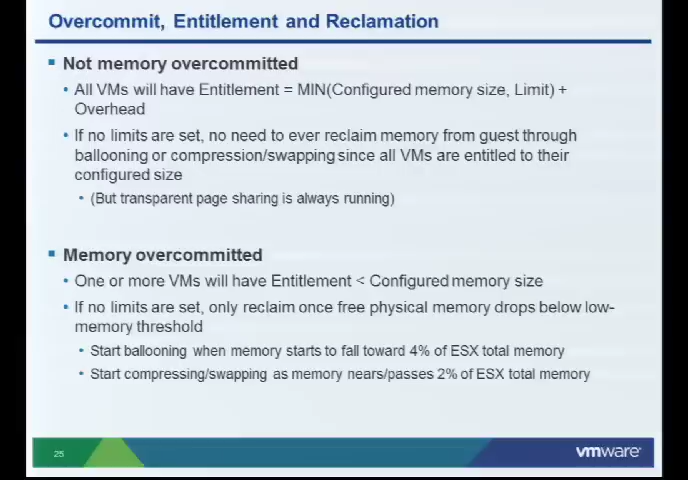 Overcommit, Entitlement and Reclamation
Not memory overcommitted
All VMs will have Entitlement = MIN(Configured memory size, Limit) +
Overhead
If no limits are set, no need to ever reclaim memory from guest through
ballooning or compression/swapping since all VMs are entitled to their
configured size
(But transparent page sharing is always running)
Memory overcommitted
One or more VMs will have Entitlement < Configured memory size
If no limits are set, only reclaim once free physical memory drops below low-
memory threshold
Start ballooning when memory starts to fall toward 4% of ESX total memory
Start compressing/swapping as memory nears/passes 2% of ESX total memory
25
vmware